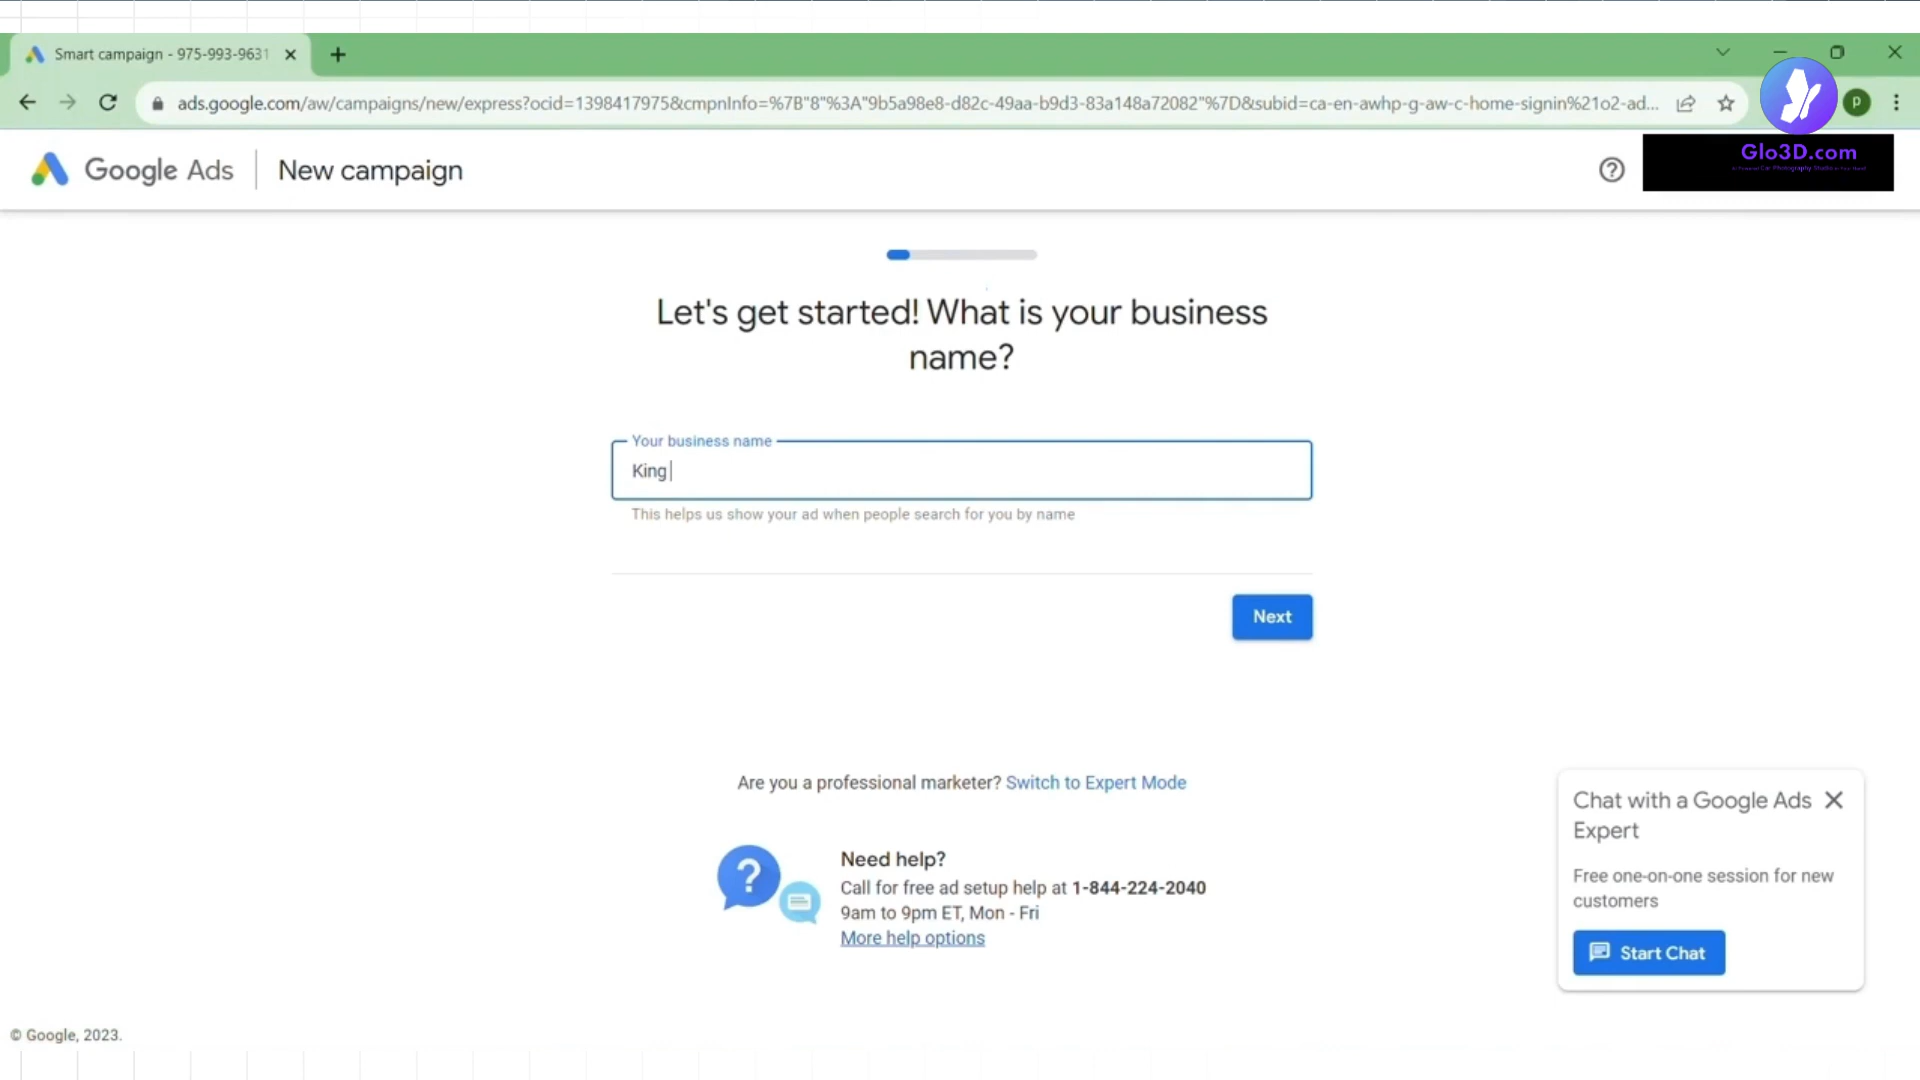 Smart campaign - 975-993-9631
ads.google.com/aw/campaigns/new/express?ocid=1398417975&cmpnInfo=%7B"8"%3A"9b5a98e8-d82c-49aa-b9d3-83a148a72082"%7D&subid=ca-en-awhp-g-aw-c-home-signin%21o2-ad...
P
Google Ads
New campaign
Glo3D.com
Let's get started! What is your business
name?
Your business name
King
This helps us show your ad when people search for you by name
Next
Are you a professional marketer? Switch to Expert Mode
Need help?
Call for free ad setup help at 1-844-224-2040
9am to 9pm ET, Mon - Fri
More help options
Chat with a Google Ads
Expert
Free one-on-one session for new
customers
Start Chat
© Google, 2023.